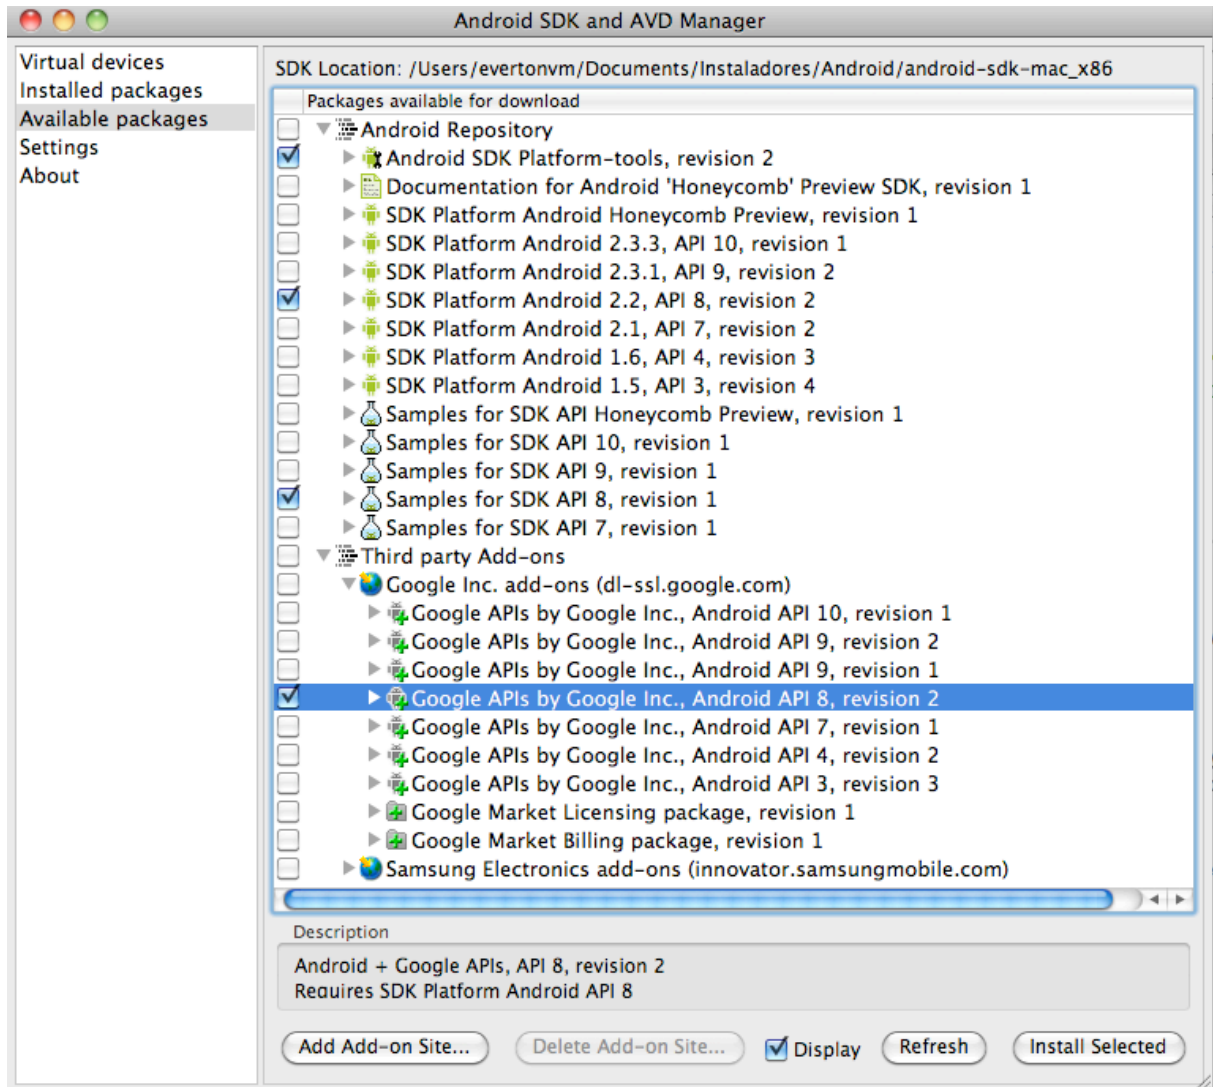 Android SDK and AVD Manager
Virtual devices
Installed packages
Available packages
Settings
About
SDK Location: /Users/evertonvm/Documents/Instaladores/Android/android-sdk-mac_x86
Packages available for download
Android Repository
Android SDK Platform-tools, revision 2
Documentation for Android 'Honeycomb' Preview SDK, revision 1
SDK Platform Android Honeycomb Preview, revision 1
SDK Platform Android 2.3.3, API 10, revision 1
SDK Platform Android 2.3.1, API 9, revision 2
SDK Platform Android 2.2, API 8, revision 2
SDK Platform Android 2.1, API 7, revision 2
SDK Platform Android 1.6, API 4, revision 3
SDK Platform Android 1.5, API 3, revision 4
Samples for SDK API Honeycomb Preview, revision 1
Samples for SDK API 10, revision 1
Samples for SDK API 9, revision 1
Samples for SDK API 8, revision 1
Samples for SDK API 7, revision 1
Third party Add-ons
Google Inc. add-ons (dl-ssl.google.com)
Google APIs by Google Inc., Android API 10, revision 1
Google APIs by Google Inc., Android API 9, revision 2
Google APIs by Google Inc., Android API 9, revision 1
Google APIs by Google Inc., Android API 8, revision 2
Google APIs by Google Inc., Android API 7, revision 1
Google APIs by Google Inc., Android API 4, revision 2
Google APIs by Google Inc., Android API 3, revision 3
Google Market Licensing package, revision 1
Google Market Billing package, revision 1
Samsung Electronics add-ons (innovator.samsungmobile.com)
Description
Android + Google APIs, API 8, revision 2
Requires SDK Platform Android API 8
Add Add-on Site... Delete Add-on Site... Display Refresh Install Selected